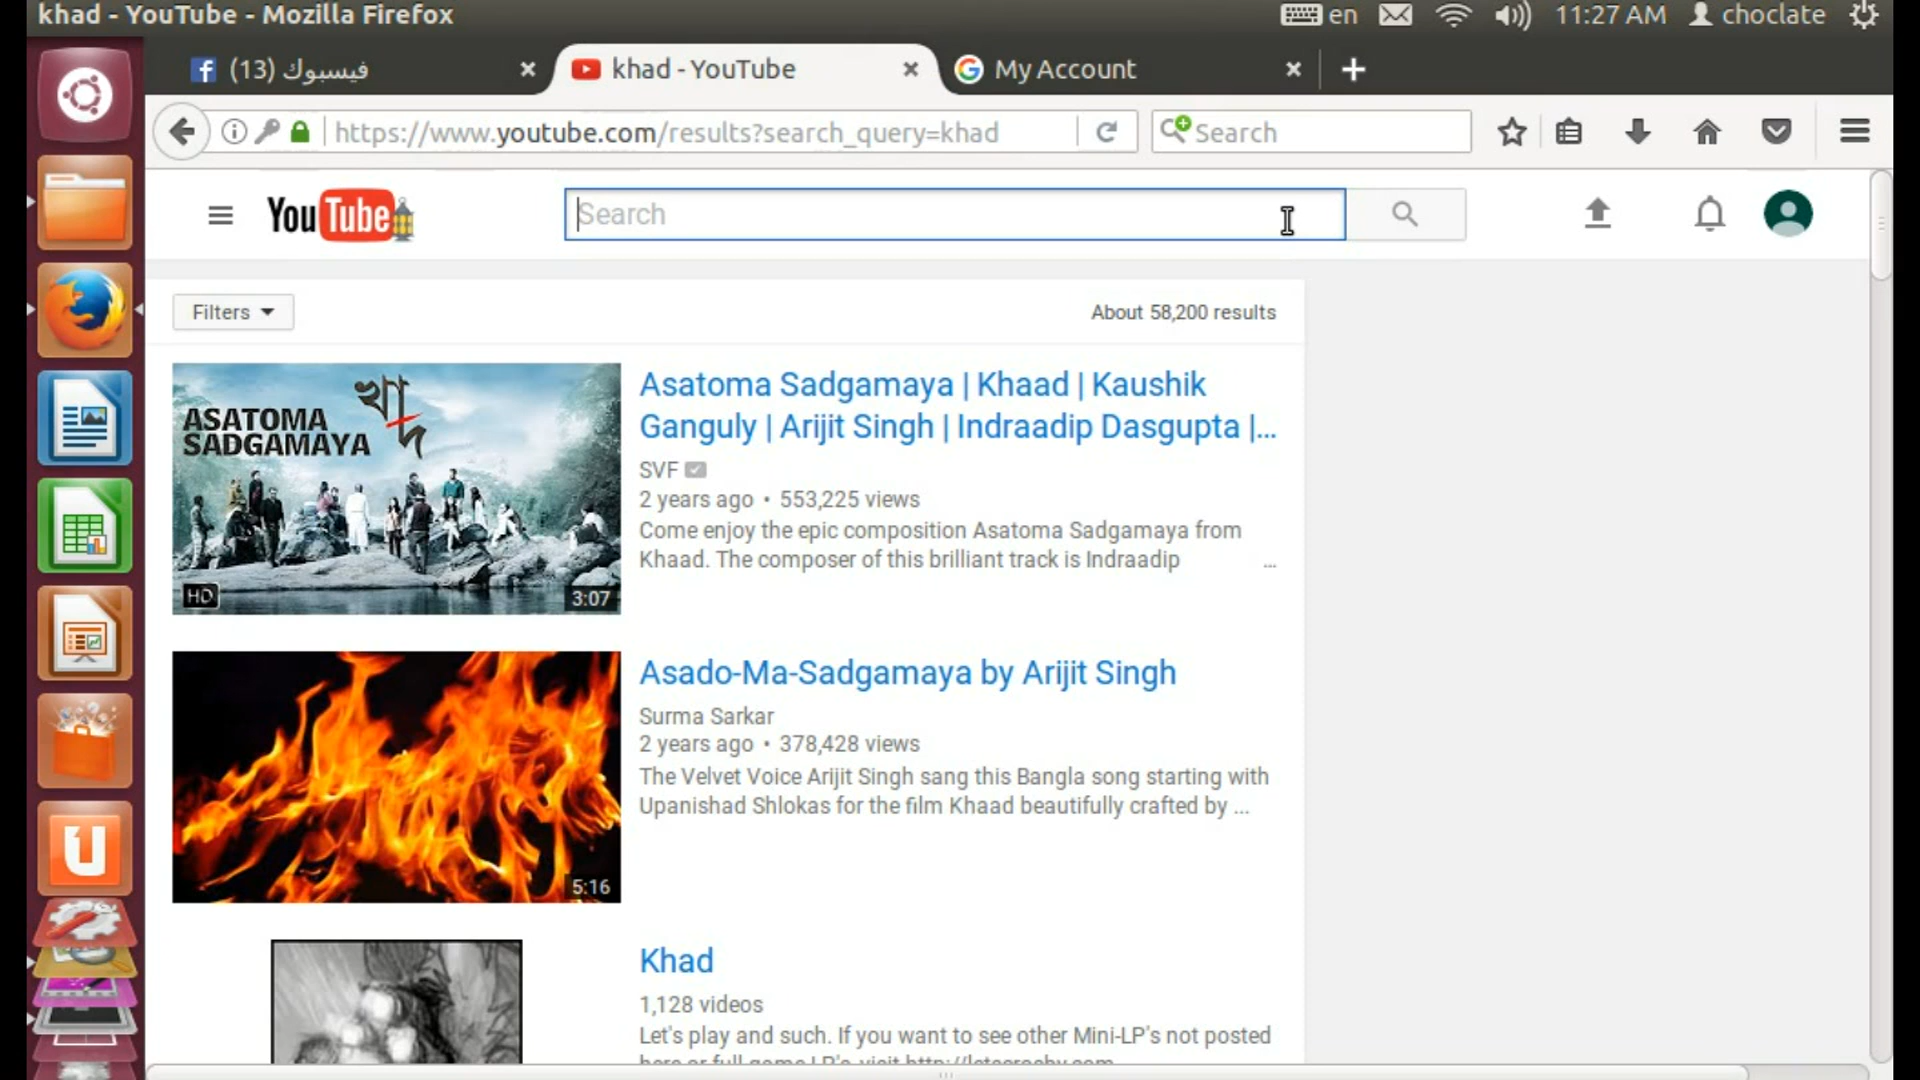 khad - YouTube - Mozilla Firefox
en
11:27 AM
choclate
(13) فيسبوك
khad - YouTube
My Account
https://www.youtube.com/results?search_query=khad
Search
YouTube
Search
Filters
About 58,200 results
ASATOMA
SADGAMAYA
খাদ
HD
3:07
Asatoma Sadgamaya | Khaad | Kaushik
Ganguly | Arijit Singh | Indraadip Dasgupta |...
SVF
2 years ago • 553,225 views
Come enjoy the epic composition Asatoma Sadgamaya from
Khaad. The composer of this brilliant track is Indraadip ...
5:16
Asado-Ma-Sadgamaya by Arijit Singh
Surma Sarkar
2 years ago • 378,428 views
The Velvet Voice Arijit Singh sang this Bangla song starting with
Upanishad Shlokas for the film Khaad beautifully crafted by ...
Khad
1,128 videos
Let's play and such. If you want to see other Mini-LP's not posted